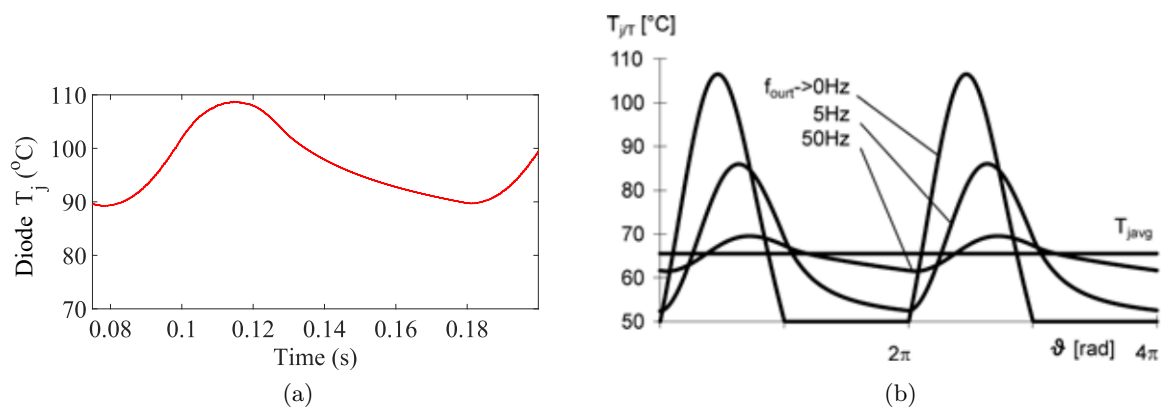 110
100
90
80
70
Diode T_j (°C)
0.08 0.1 0.12 0.14 0.16 0.18
Time (s)
(a)
T_j/T [°C]
110
100
90
80
70
60
50
f_ourt->0Hz
5Hz
50Hz
T_javg
2π ϑ [rad] 4π
(b)